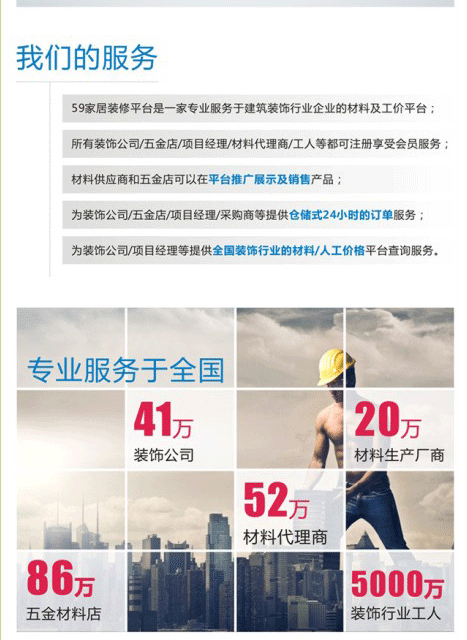 我们的服务
59家居装修平台是一家专业服务于建筑装饰行业企业的材料及工价平台；
所有装饰公司/五金店/项目经理/材料代理商/工人等都可注册享受会员服务；
材料供应商和五金店可以在平台推广展示及销售产品；
为装饰公司/五金店/项目经理/采购商等提供仓储式24小时的订单服务；
为装饰公司/项目经理等提供全国装饰行业的材料/人工价格平台查询服务。
专业服务于全国
41万
装饰公司
20万
材料生产厂商
52万
材料代理商
86万
五金材料店
5000万
装饰行业工人